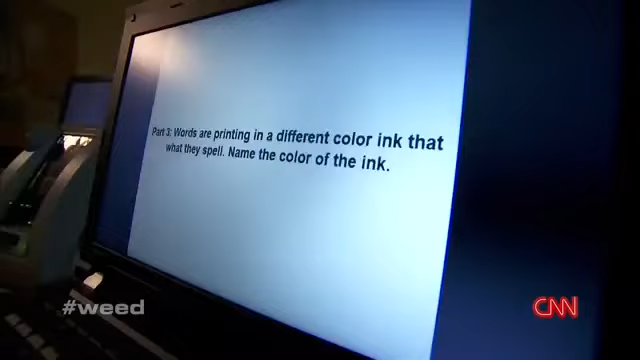 Part 3: Words are printing in a different color ink that
what they spell. Name the color of the ink.
#weed
CNN